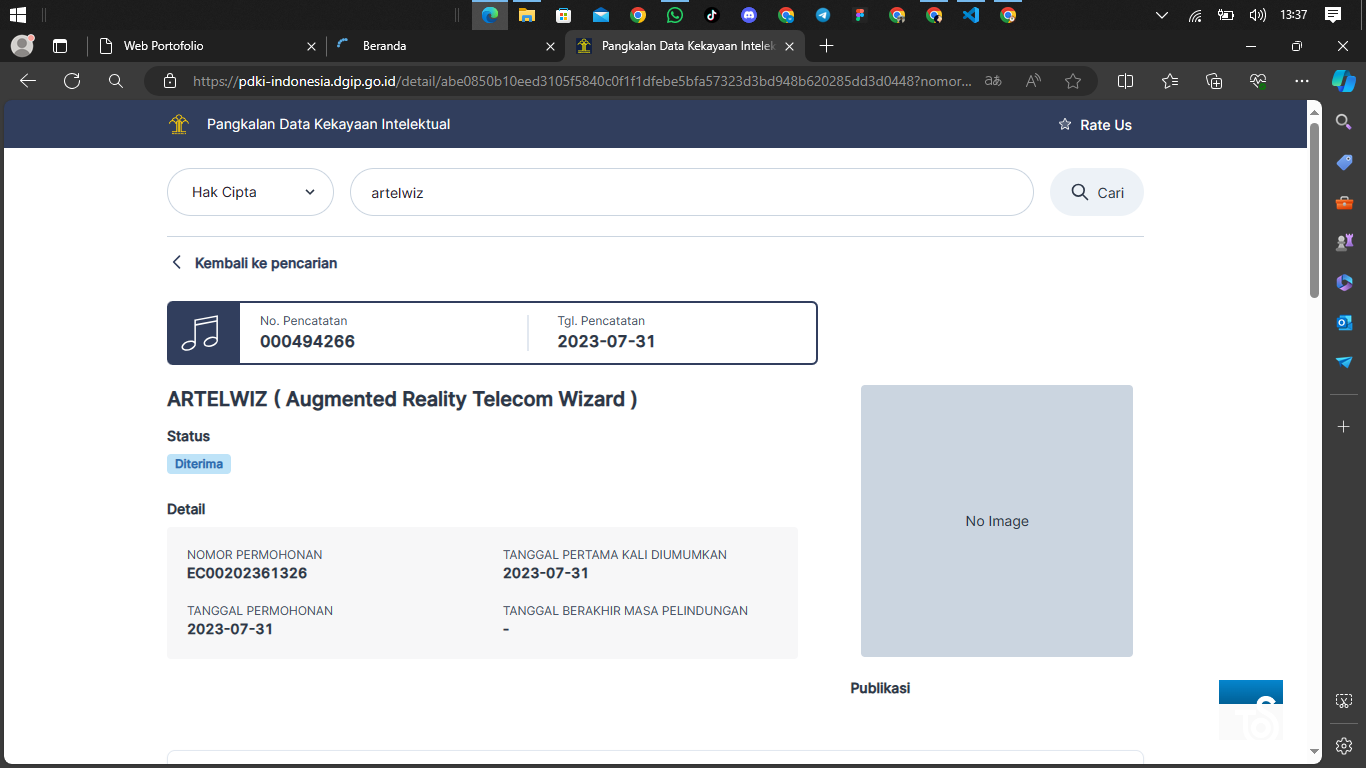 13:37
Web Portofolio
Beranda
Pangkalan Data Kekayaan Intelek
https://pdki-indonesia.dgip.go.id/detail/abe0850b10eed3105f5840c0f1f1dfebe5bfa57323d3bd948b620285dd3d0448?nomor...
Pangkalan Data Kekayaan Intelektual
Rate Us
Hak Cipta
artelwiz
Cari
Kembali ke pencarian
No. Pencatatan
000494266
Tgl. Pencatatan
2023-07-31
ARTELWIZ ( Augmented Reality Telecom Wizard )
Status
Diterima
Detail
NOMOR PERMOHONAN
EC00202361326
TANGGAL PERTAMA KALI DIUMUMKAN
2023-07-31
TANGGAL PERMOHONAN
2023-07-31
TANGGAL BERAKHIR MASA PELINDUNGAN
-
No Image
Publikasi